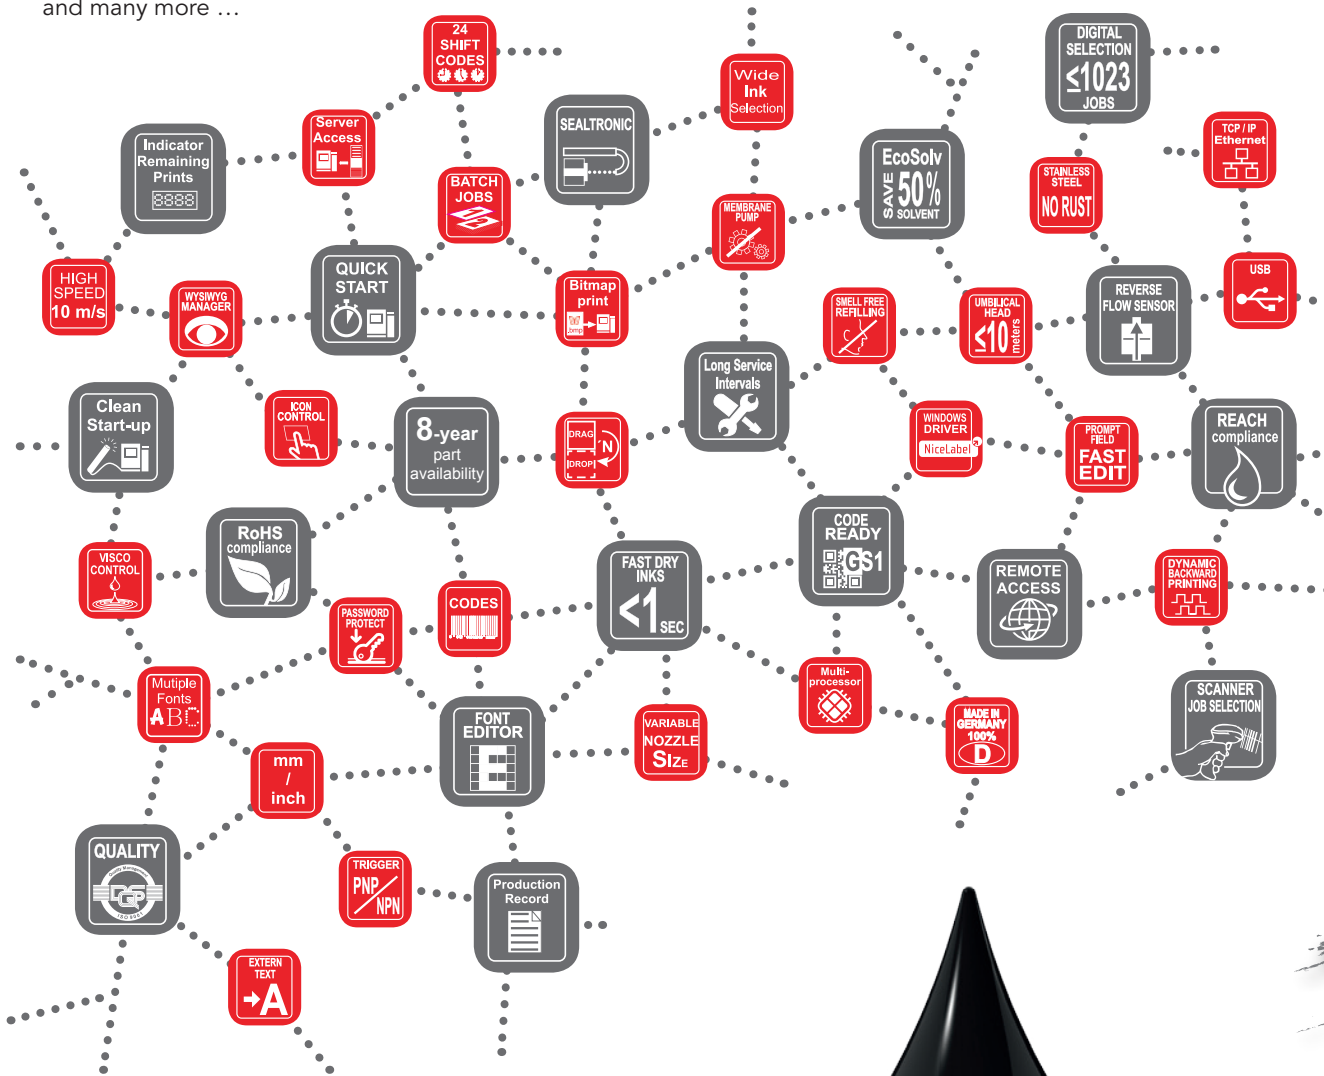 and many more …
24
SHIFT
CODES
Wide
Ink
Selection
DIGITAL
SELECTION
≤1023
JOBS
Server
Access
SEALTRONIC
TCP / IP
Ethernet
Indicator
Remaining
Prints
8888
EcoSolv
SAVE
50%
SOLVENT
BATCH
JOBS
STAINLESS
STEEL
NO RUST
MEMBRANE
PUMP
HIGH
SPEED
10 m/s
WYSIWYG
MANAGER
QUICK
START
Bitmap
print
.bmp
SMELL FREE
REFILLING
UMBILICAL
HEAD
≤10
meters
REVERSE
FLOW SENSOR
USB
Clean
Start-up
ICON
CONTROL
8-year
part
availability
DRAG
'N
DROP
Long Service
Intervals
WINDOWS
DRIVER
NiceLabel
PROMPT
FIELD
FAST
EDIT
REACH
compliance
VISCO
CONTROL
RoHS
compliance
CODES
FAST DRY
INKS
<1
SEC
CODE
READY
GS1
REMOTE
ACCESS
DYNAMIC
BACKWARD
PRINTING
PASSWORD
PROTECT
Mutiple
Fonts
ABC
mm
/
inch
FONT
EDITOR
E
VARIABLE
NOZZLE
SIZE
Multi-
processor
MADE IN
GERMANY
100%
D
SCANNER
JOB SELECTION
QUALITY
Quality Management
DQS
ISO 9001
TRIGGER
PNP
NPN
Production
Record
EXTERN
TEXT
A